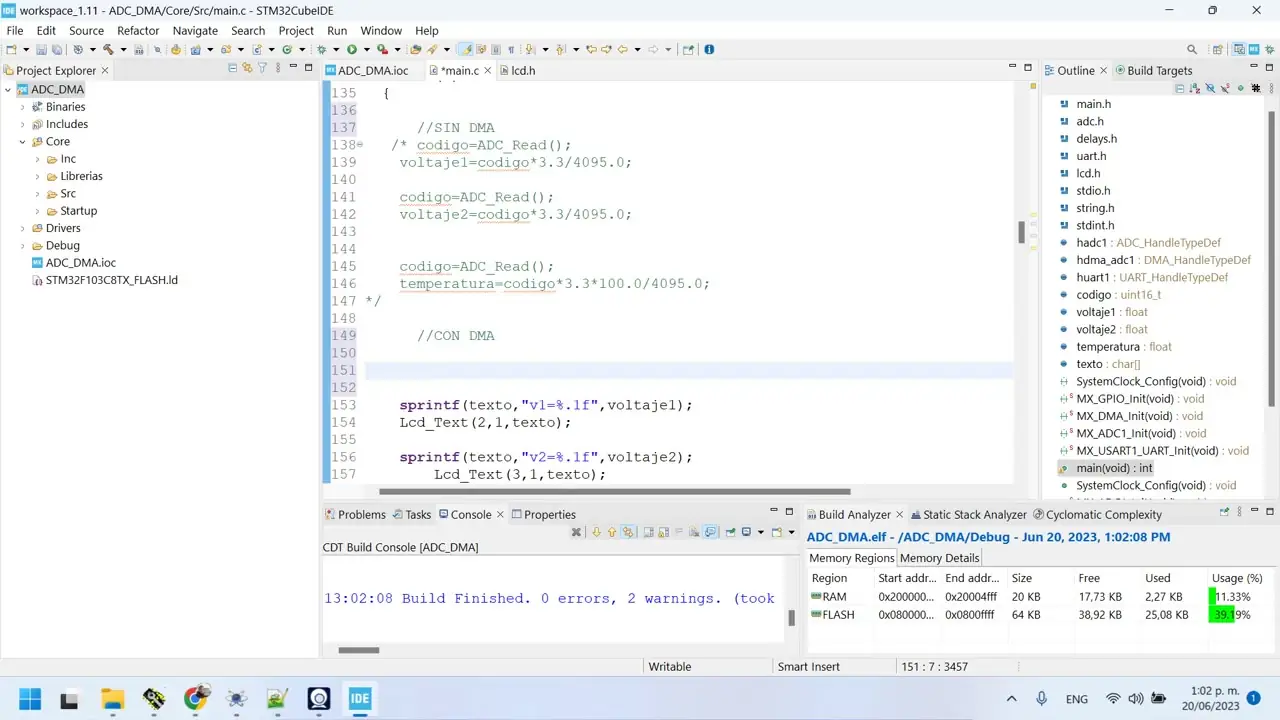 workspace_1.11 - ADC_DMA/Core/Src/main.c - STM32CubeIDE
File Edit Source Refactor Navigate Search Project Run Window Help
Project Explorer
ADC_DMA
Binaries
Includes
Core
Inc
Librerias
Src
Startup
Drivers
Debug
ADC_DMA.ioc
STM32F103C8TX_FLASH.ld
ADC_DMA.ioc *main.c lcd.h
135 {
136
137 //SIN DMA
138 /* codigo=ADC_Read();
139 voltaje1=codigo*3.3/4095.0;
140
141 codigo=ADC_Read();
142 voltaje2=codigo*3.3/4095.0;
143
144
145 codigo=ADC_Read();
146 temperatura=codigo*3.3*100.0/4095.0;
147 */
148
149 //CON DMA
150
151
152
153 sprintf(texto,"v1=%.1f",voltaje1);
154 Lcd_Text(2,1,texto);
155
156 sprintf(texto,"v2=%.1f",voltaje2);
157 Lcd_Text(3,1,texto);
Outline Build Targets
main.h
adc.h
delays.h
uart.h
lcd.h
stdio.h
string.h
stdint.h
hadc1 : ADC_HandleTypeDef
hdma_adc1 : DMA_HandleTypeDef
huart1 : UART_HandleTypeDef
codigo : uint16_t
voltaje1 : float
voltaje2 : float
temperatura : float
texto : char[]
SystemClock_Config(void) : void
MX_GPIO_Init(void) : void
MX_DMA_Init(void) : void
MX_ADC1_Init(void) : void
MX_USART1_UART_Init(void) : void
main(void) : int
SystemClock_Config(void) : void
Problems Tasks Console Properties
CDT Build Console [ADC_DMA]
13:02:08 Build Finished. 0 errors, 2 warnings. (took
Build Analyzer Static Stack Analyzer Cyclomatic Complexity
ADC_DMA.elf - /ADC_DMA/Debug - Jun 20, 2023, 1:02:08 PM
Memory Regions Memory Details
Region Start addr... End addr... Size Free Used Usage (%)
RAM 0x200000... 0x20004fff 20 KB 17,73 KB 2,27 KB 11.33%
FLASH 0x080000... 0x0800ffff 64 KB 38,92 KB 25,08 KB 39.19%
Writable Smart Insert 151 : 7 : 3457
IDE
ENG
1:02 p. m.
20/06/2023
1